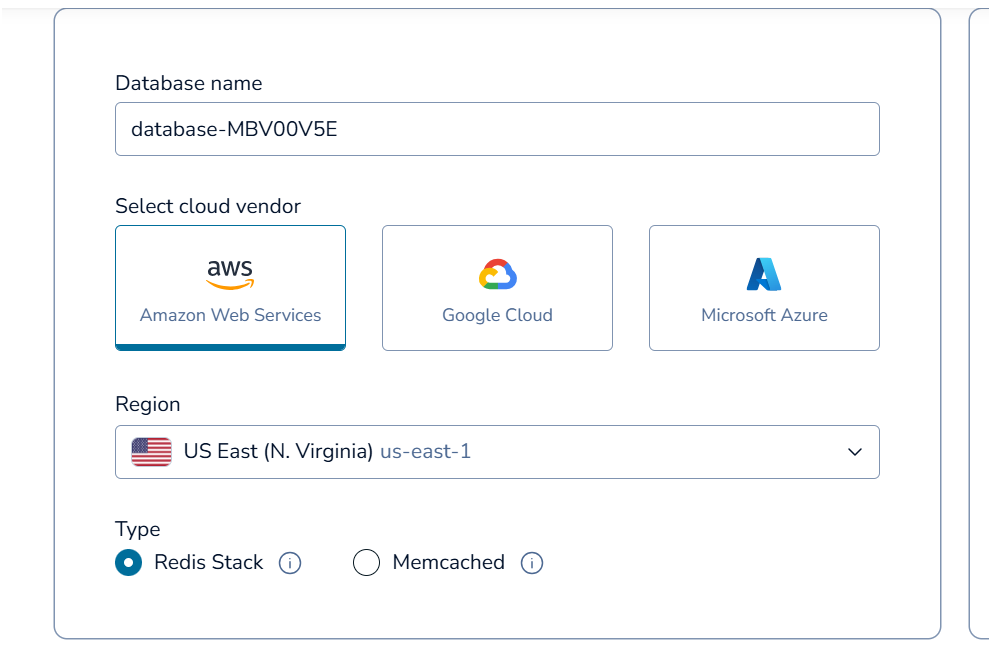 Database name
database-MBV00V5E
Select cloud vendor
aws
Amazon Web Services
Google Cloud
Microsoft Azure
Region
US East (N. Virginia) us-east-1
Type
Redis Stack i Memcached i